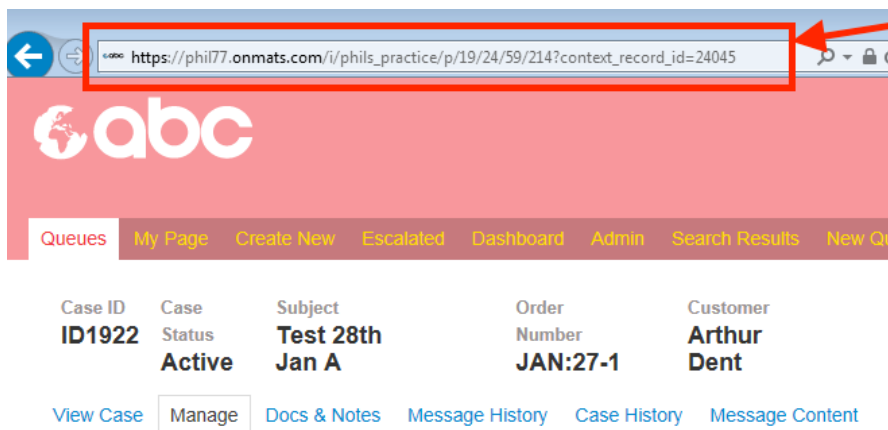 abc https://phil77.onmats.com/i/phils_practice/p/19/24/59/214?context_record_id=24045
abc
Queues My Page Create New Escalated Dashboard Admin Search Results New
Case ID Case Subject Order Customer
ID1922 Status Test 28th Number Arthur
Active Jan A JAN:27-1 Dent
View Case Manage Docs & Notes Message History Case History Message Content